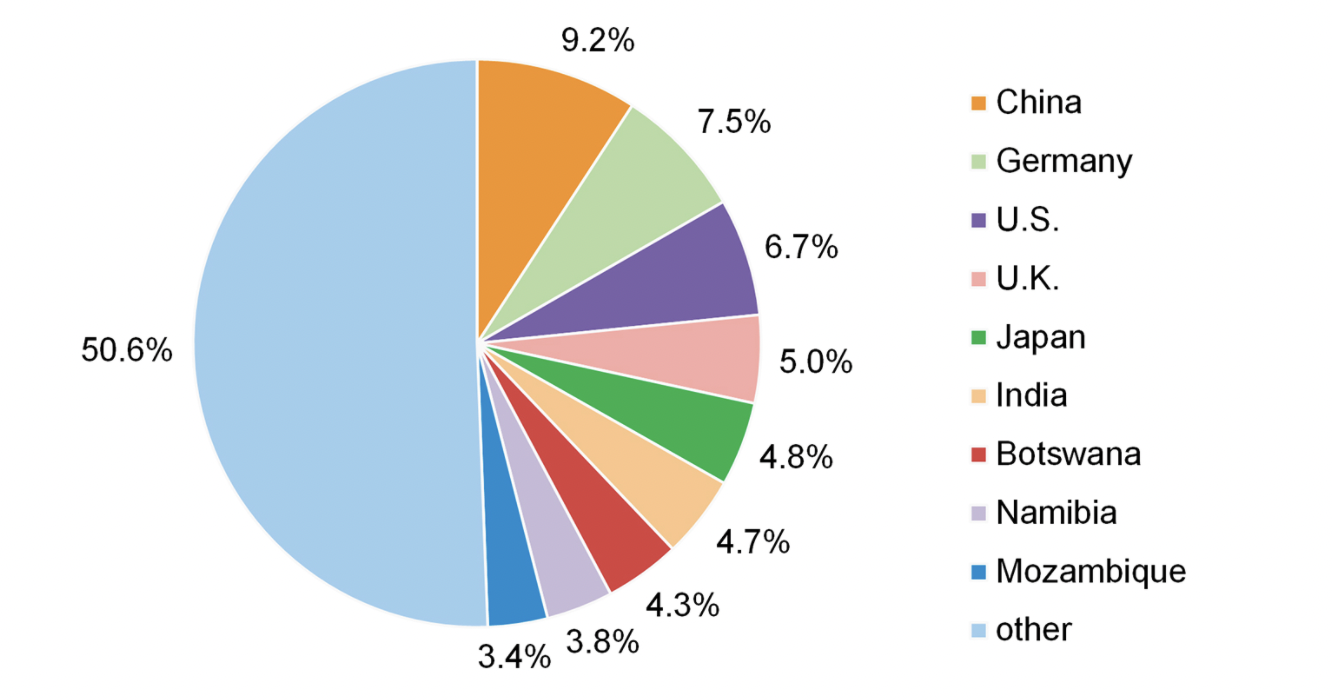 9.2%
7.5%
6.7%
5.0%
4.8%
4.7%
4.3%
3.8%
3.4%
50.6%
China
Germany
U.S.
U.K.
Japan
India
Botswana
Namibia
Mozambique
other